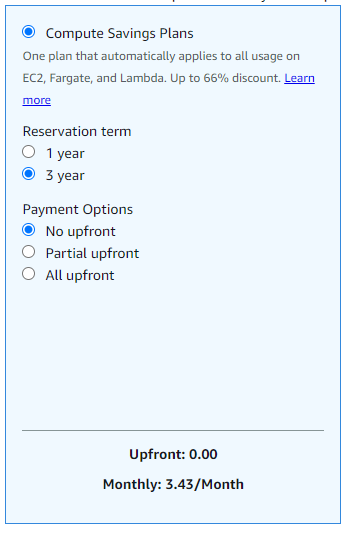 Compute Savings Plans
One plan that automatically applies to all usage on
EC2, Fargate, and Lambda. Up to 66% discount. Learn
more
Reservation term
1 year
3 year
Payment Options
No upfront
Partial upfront
All upfront
Upfront: 0.00
Monthly: 3.43/Month